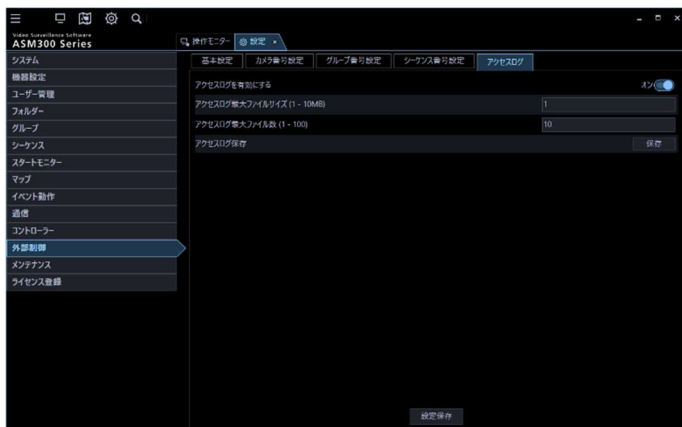 Video Surveillance Software
ASM300 Series
操作モニター
設定
システム
機器設定
ユーザー管理
フォルダー
グループ
シーケンス
スタートモニター
マップ
イベント動作
通信
コントローラー
外部制御
メンテナンス
ライセンス登録
基本設定 カメラ番号設定 グループ番号設定 シーケンス番号設定 アクセスログ
アクセスログを有効にする オン
アクセスログ最大ファイルサイズ (1 - 10MB) 1
アクセスログ最大ファイル数 (1 - 100) 10
アクセスログ保存 保存
設定保存